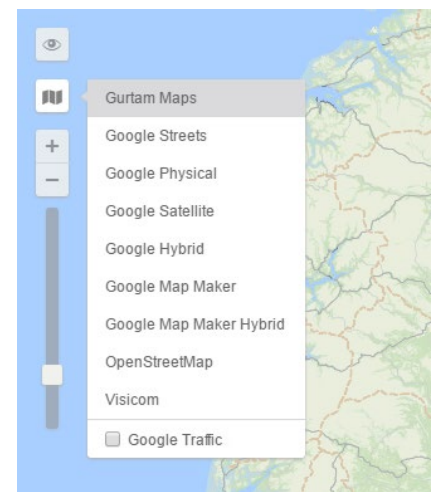 Gurtam Maps
+
Google Streets
−
Google Physical
Google Satellite
Google Hybrid
Google Map Maker
Google Map Maker Hybrid
OpenStreetMap
Visicom
Google Traffic